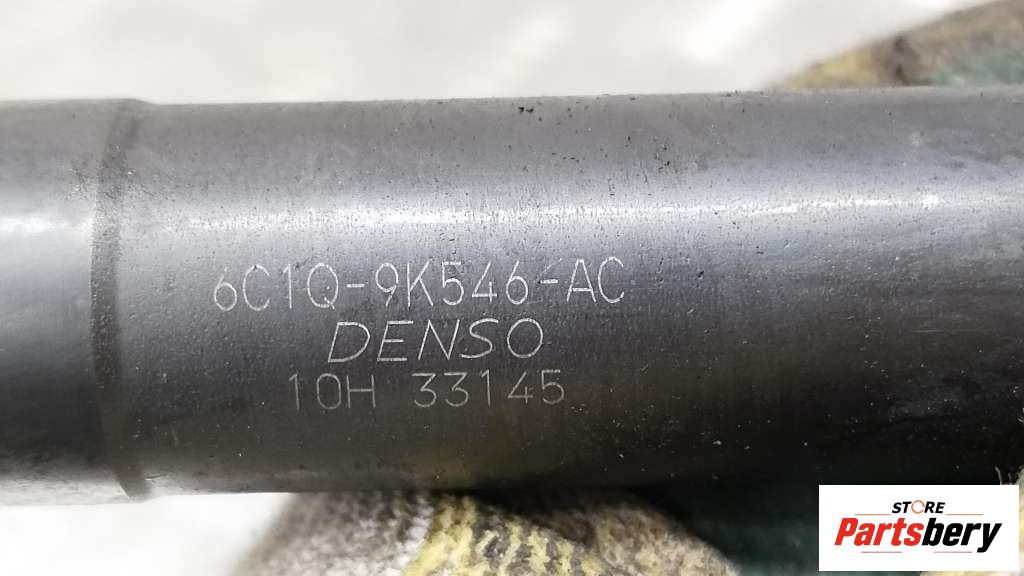 6C1Q-9K546-AC
DENSO
10H 33145
STORE
Partsbery